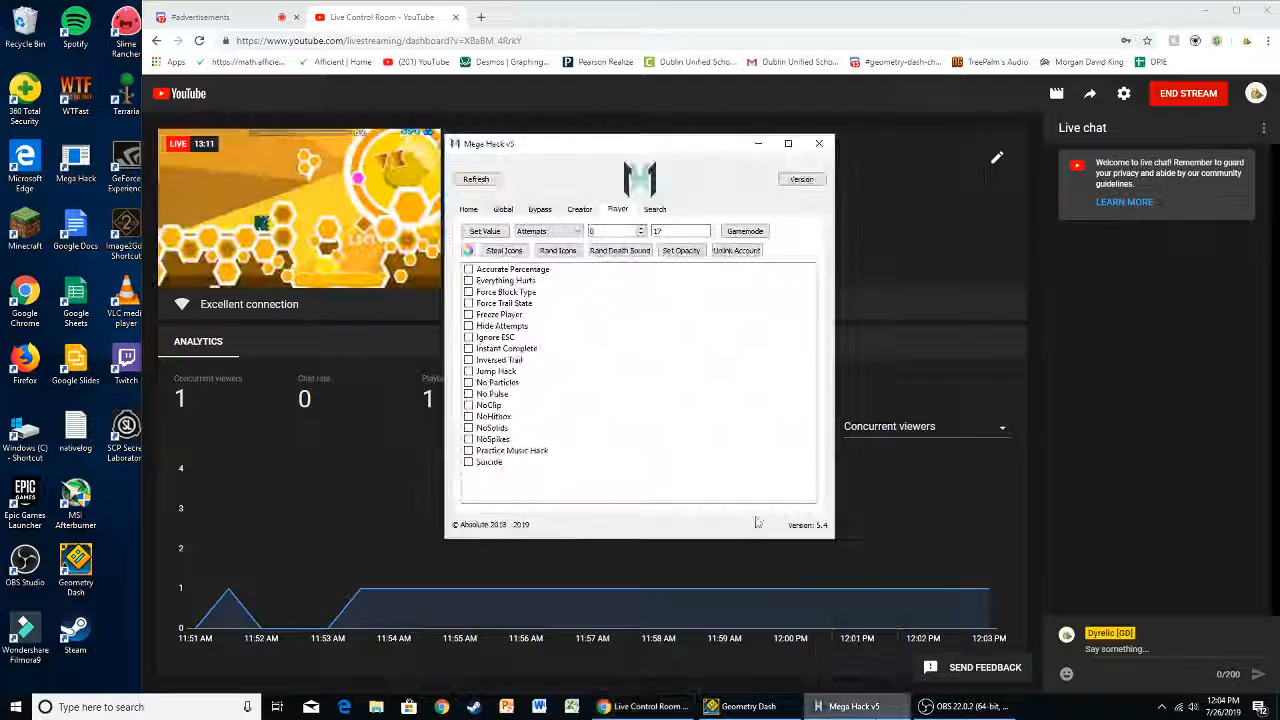 #advertisements
Live Control Room - YouTube
https://www.youtube.com/livestreaming/dashboard?v=XBaBM_4RrkY
Apps
https://math.afficie...
Afficient | Home
(201) YouTube
Desmos | Graphing...
Pearson Realize
Dublin Unified Scho...
Dublin Unified Scho...
#geometry-dash-ch...
TreePalm's Audio
Morgan David King
DPIE
Recycle Bin
Spotify
Slime Rancher
360 Total Security
WTFast
Terraria
Microsoft Edge
Mega Hack
GeForce Experience
Minecraft
Google Docs
Image2Gd
Google Chrome
Google Sheets
VLC media player
Firefox
Google Slides
Twitch
Windows (C) - Shortcut
nativelog
SCP Secret Laborato...
Epic Games Launcher
MSI Afterburner
OBS Studio
Geometry Dash
Wondershare Filmora9
Steam
YouTube
END STREAM
LIVE 13:11
Excellent connection
ANALYTICS
Concurrent viewers
1
Chat rate
0
1
Concurrent viewers
4
3
2
1
0
11:51 AM 11:52 AM 11:53 AM 11:54 AM 11:55 AM 11:56 AM 11:57 AM 11:58 AM 11:59 AM 12:00 PM 12:01 PM 12:02 PM 12:03 PM
SEND FEEDBACK
Mega Hack v5
Refresh
Version
Home Global Bypass Creator Player Search
Set Value Attempts 0 17 Gamemode
Steal Icons Rand Icons Rand Death Sound Set Opacity Unlink Account
Accurate Percentage
Everything Hurts
Force Block Type
Force Trail State
Freeze Player
Hide Attempts
Ignore ESC
Instant Complete
Inversed Trail
Jump Hack
No Particles
No Pulse
NoClip
NoHitbox
NoSolids
NoSpikes
Practice Music Hack
Suicide
© Absolute 2018 - 2019
Version: 5.4
Live chat
Welcome to live chat! Remember to guard
your privacy and abide by our community
guidelines.
LEARN MORE
Dyrelic [GD]
Say something...
0/200
Type here to search
Live Control Room ...
Geometry Dash
Mega Hack v5
OBS 22.0.2 (64-bit, ...
12:04 PM
7/26/2019